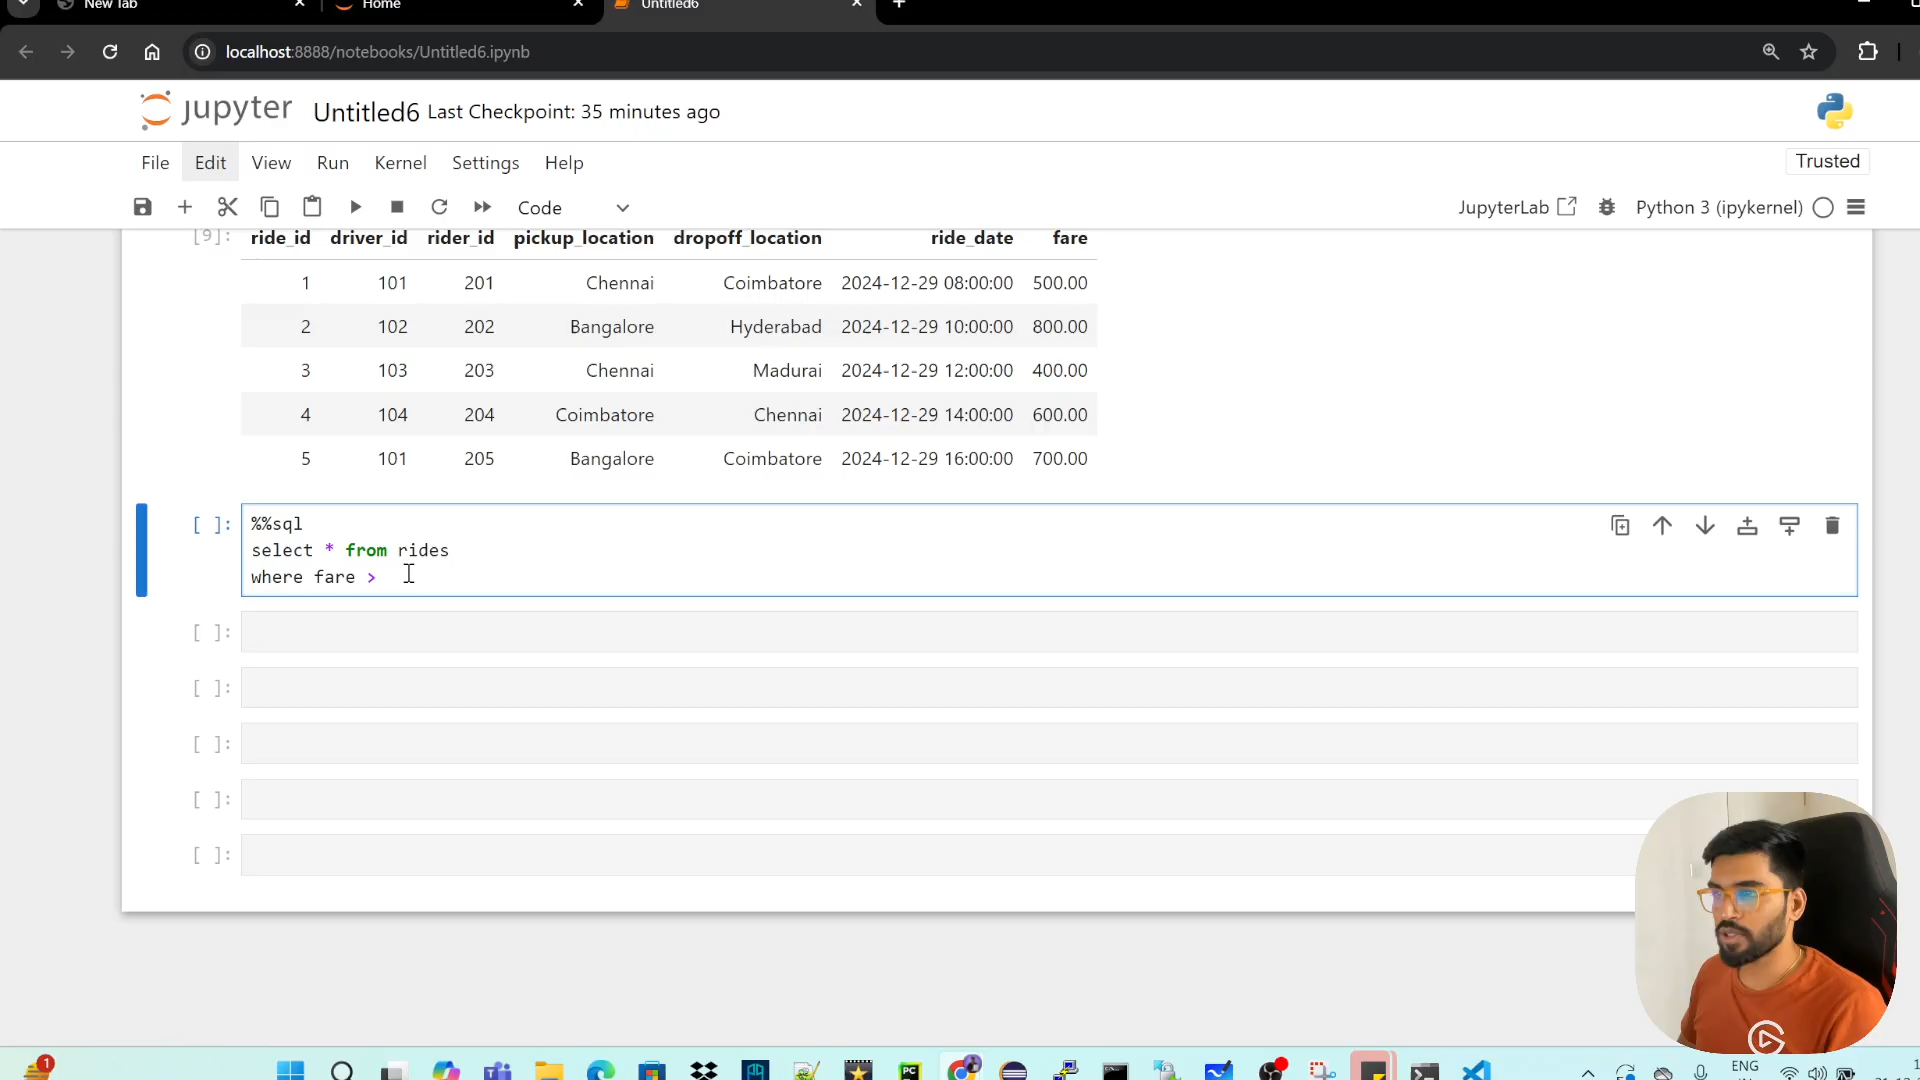 New Tab
Home
Untitled6
localhost:8888/notebooks/Untitled6.ipynb
jupyter Untitled6 Last Checkpoint: 35 minutes ago
File Edit View Run Kernel Settings Help
Trusted
Code
JupyterLab
Python 3 (ipykernel)
[9]: ride_id driver_id rider_id pickup_location dropoff_location ride_date fare
1 101 201 Chennai Coimbatore 2024-12-29 08:00:00 500.00
2 102 202 Bangalore Hyderabad 2024-12-29 10:00:00 800.00
3 103 203 Chennai Madurai 2024-12-29 12:00:00 400.00
4 104 204 Coimbatore Chennai 2024-12-29 14:00:00 600.00
5 101 205 Bangalore Coimbatore 2024-12-29 16:00:00 700.00
[ ]: %%sql
select * from rides
where fare >
[ ]:
[ ]:
[ ]:
[ ]:
[ ]:
1
PC
ENG